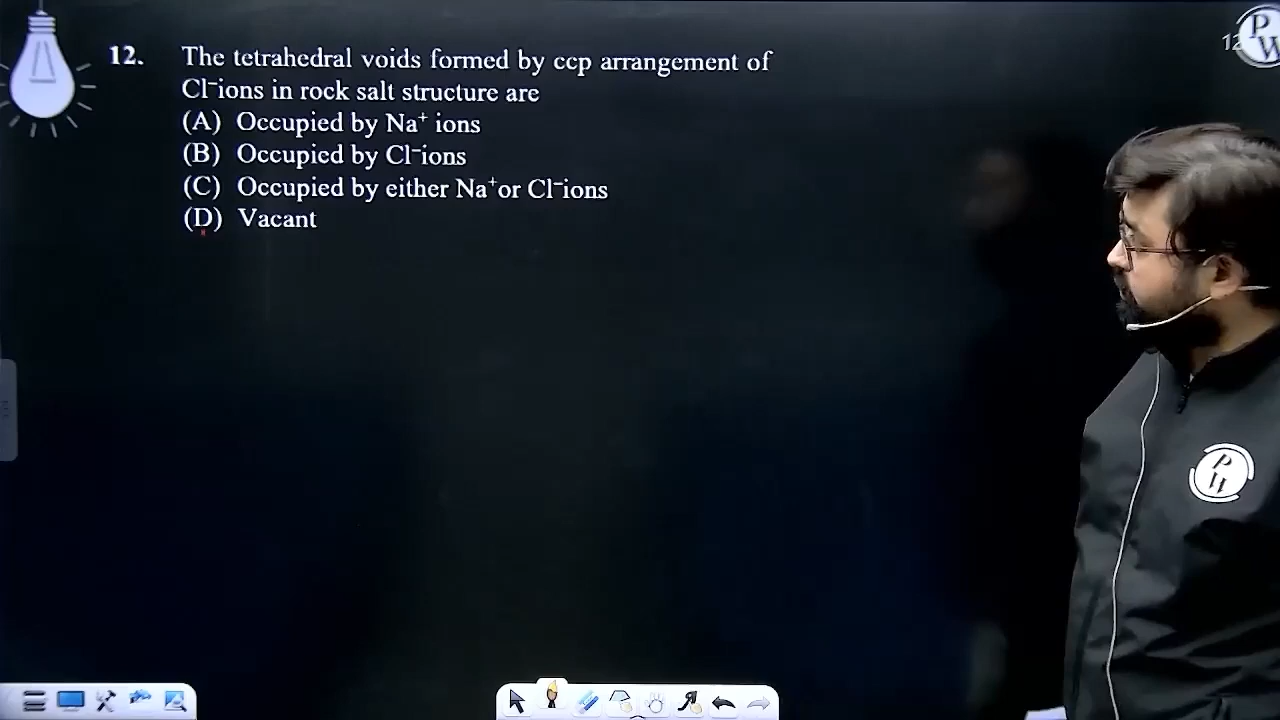 12. The tetrahedral voids formed by ccp arrangement of
Cl⁻ions in rock salt structure are
(A) Occupied by Na⁺ ions
(B) Occupied by Cl⁻ions
(C) Occupied by either Na⁺or Cl⁻ions
(D) Vacant
12
P
W
P
W